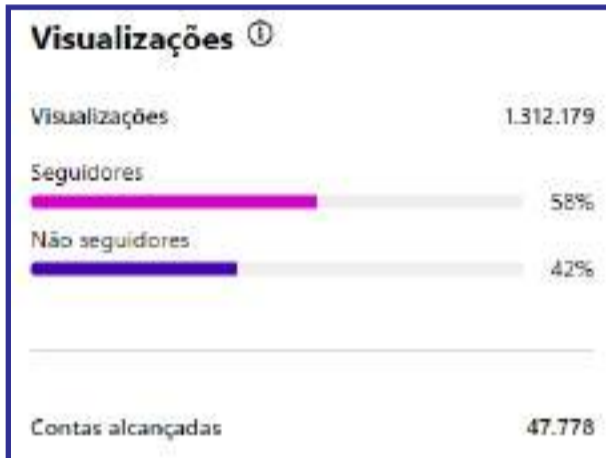 Visualizações
Visualizações 1.312.179
Seguidores
58%
Não seguidores
42%
Contas alcançadas 47.778